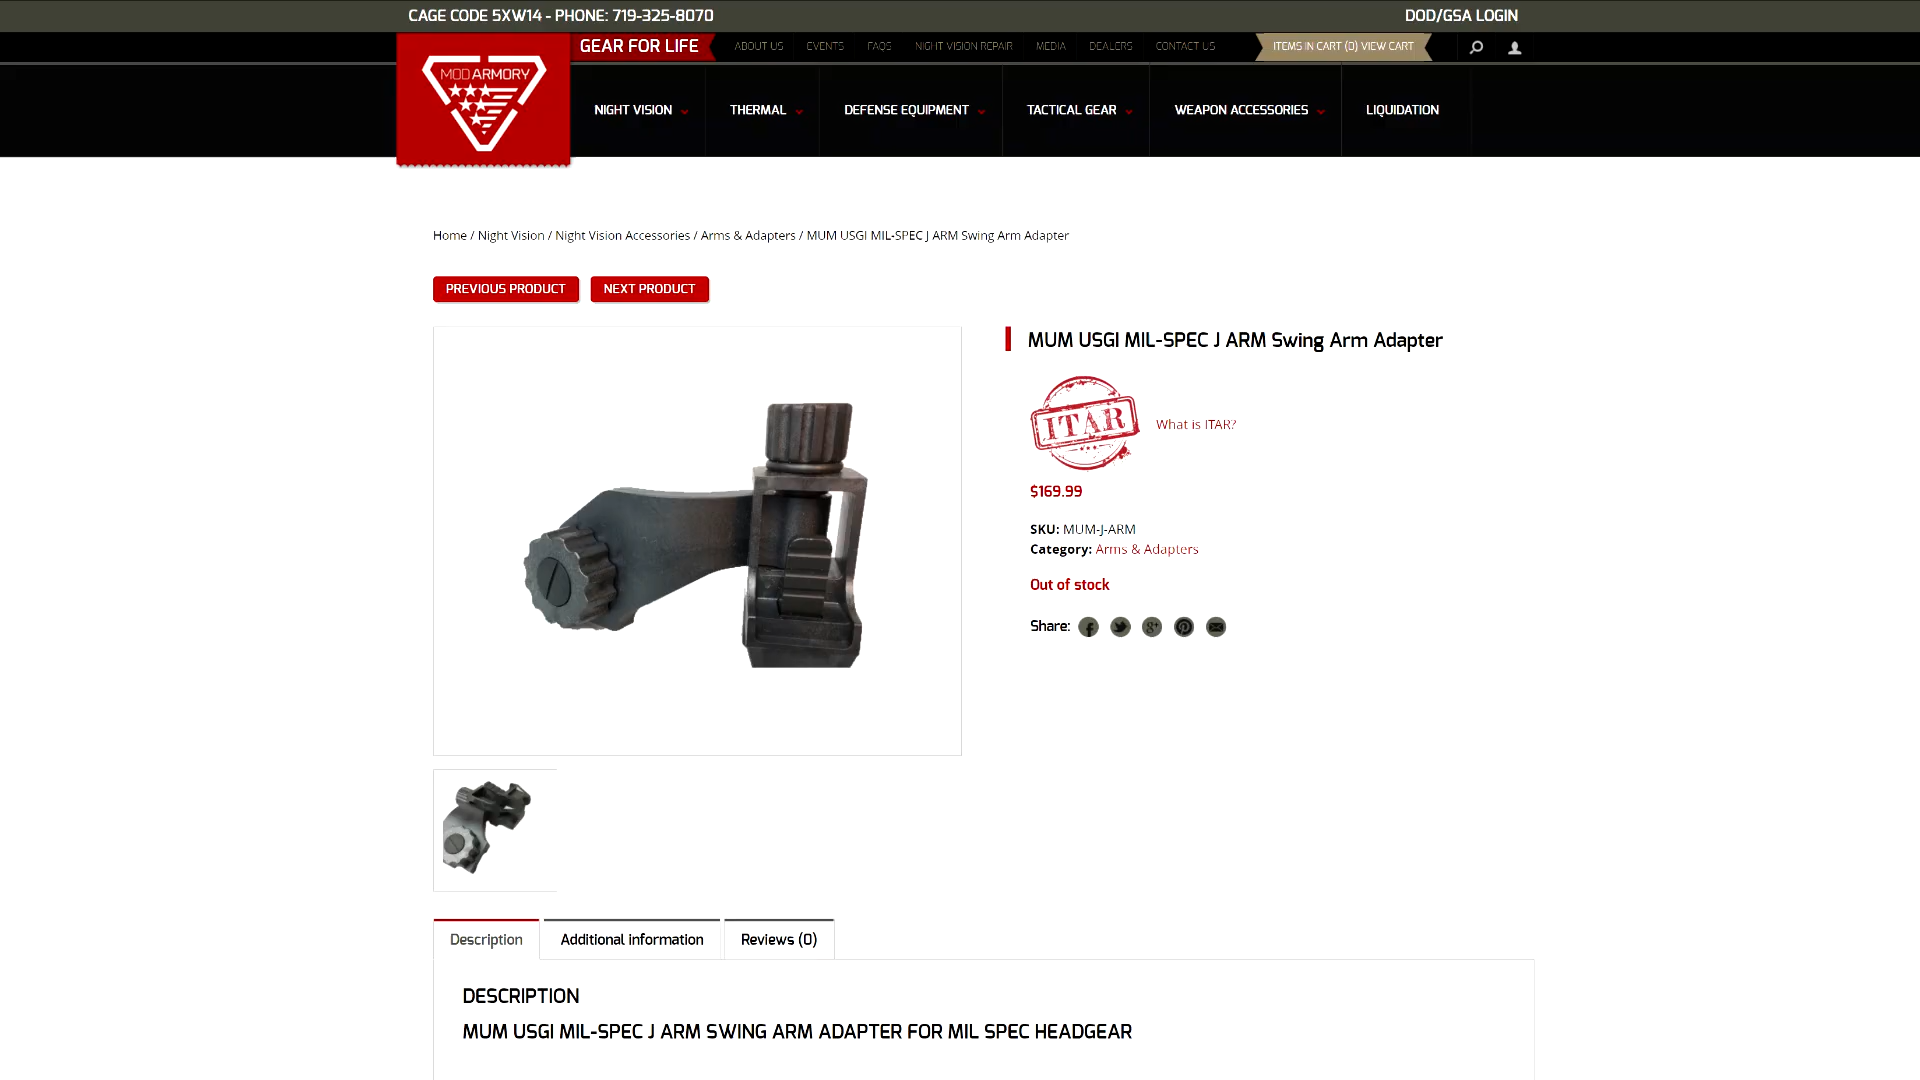 CAGE CODE 5XW14 - PHONE: 719-325-8070
DOD/GSA LOGIN
GEAR FOR LIFE
ABOUT US
EVENTS
FAQS
NIGHT VISION REPAIR
MEDIA
DEALERS
CONTACT US
ITEMS IN CART (0) VIEW CART
MOD ARMORY
NIGHT VISION
THERMAL
DEFENSE EQUIPMENT
TACTICAL GEAR
WEAPON ACCESSORIES
LIQUIDATION
Home / Night Vision / Night Vision Accessories / Arms & Adapters / MUM USGI MIL-SPEC J ARM Swing Arm Adapter
PREVIOUS PRODUCT
NEXT PRODUCT
MUM USGI MIL-SPEC J ARM Swing Arm Adapter
ITAR
What is ITAR?
$169.99
SKU: MUM-J-ARM
Category: Arms & Adapters
Out of stock
Share:
Description
Additional information
Reviews (0)
DESCRIPTION
MUM USGI MIL-SPEC J ARM SWING ARM ADAPTER FOR MIL SPEC HEADGEAR